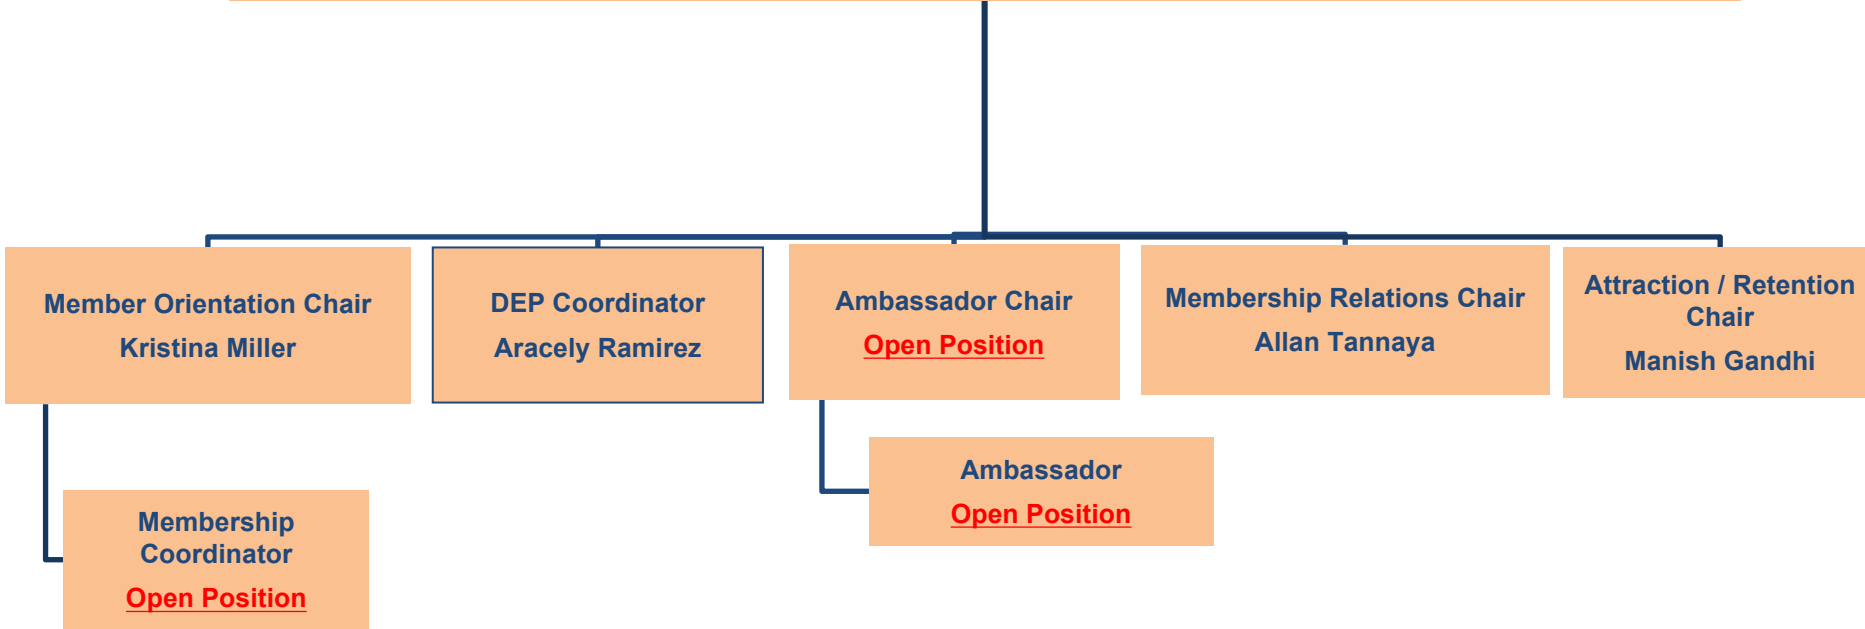 Member Orientation Chair
Kristina Miller
DEP Coordinator
Aracely Ramirez
Ambassador Chair
Open Position
Membership Relations Chair
Allan Tannaya
Attraction / Retention
Chair
Manish Gandhi
Membership
Coordinator
Open Position
Ambassador
Open Position